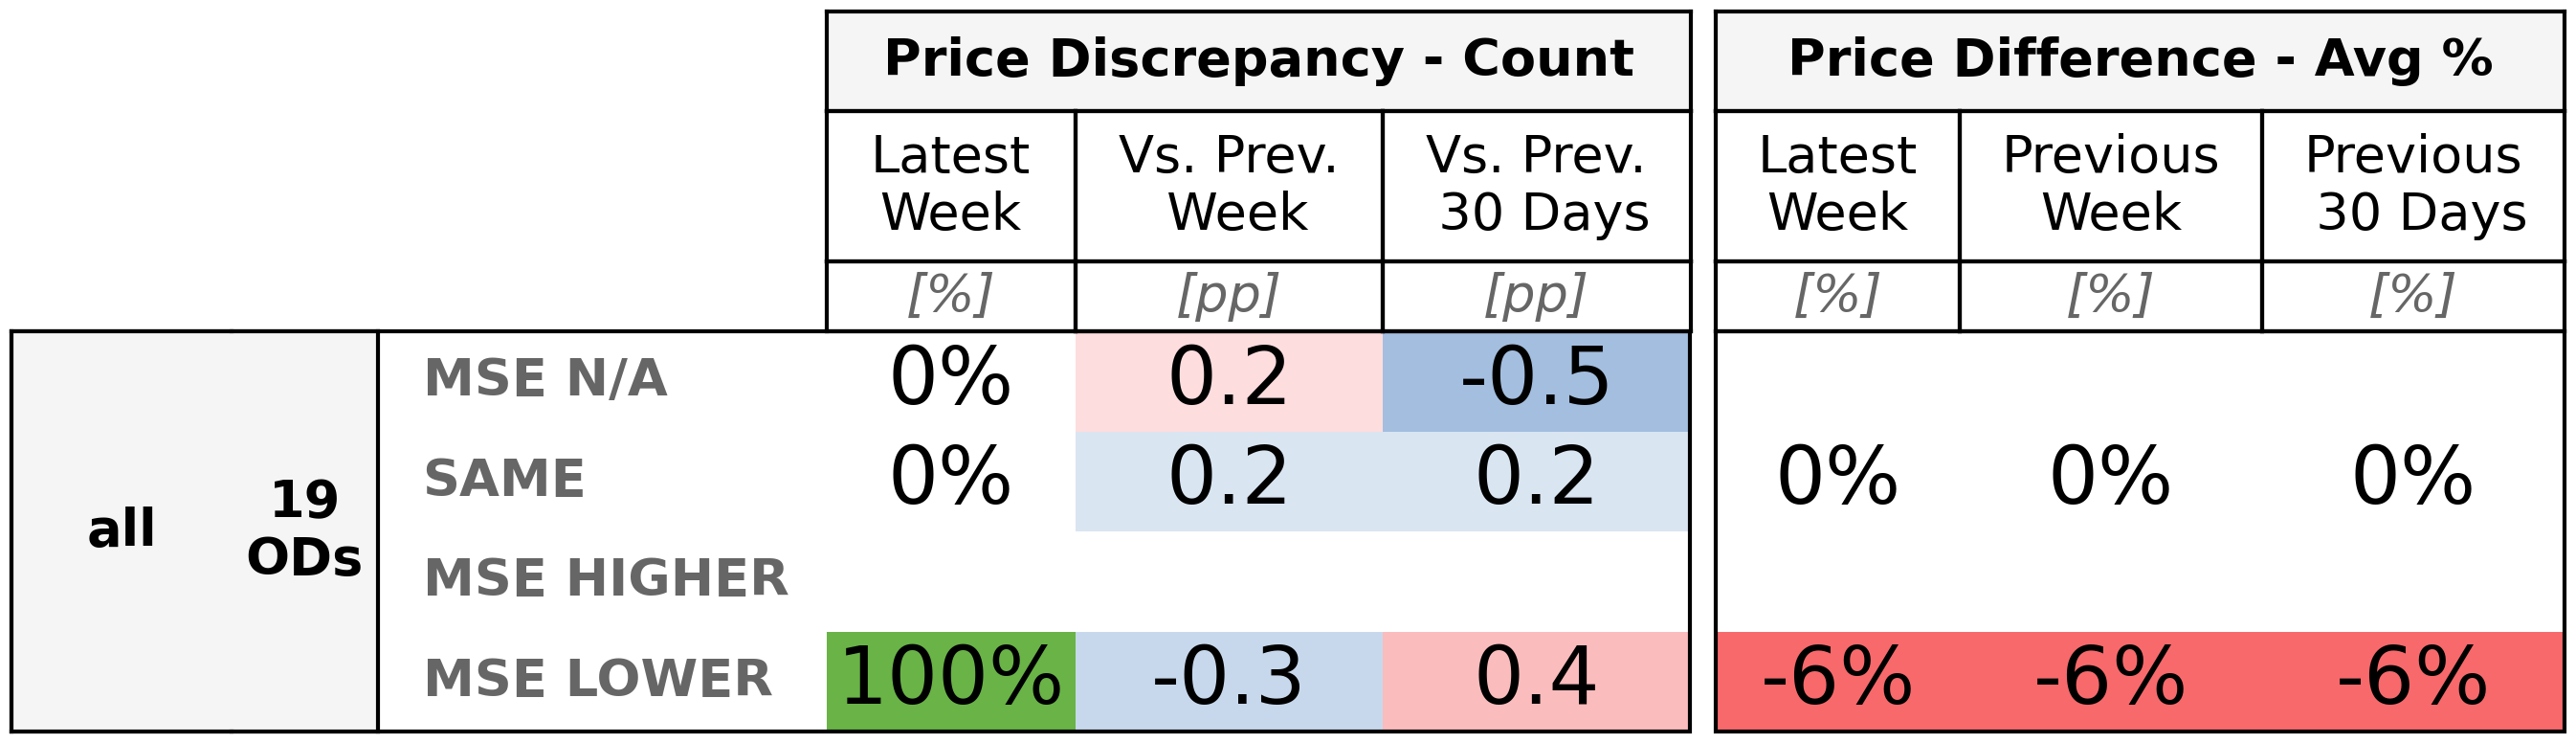 Price Discrepancy - Count Price Difference - Avg %
Latest Week Vs. Prev. Week Vs. Prev. 30 Days Latest Week Previous Week Previous 30 Days
[%] [pp] [pp] [%] [%] [%]
all 19 ODs
MSE N/A 0% 0.2 -0.5
SAME 0% 0.2 0.2 0% 0% 0%
MSE HIGHER
MSE LOWER 100% -0.3 0.4 -6% -6% -6%